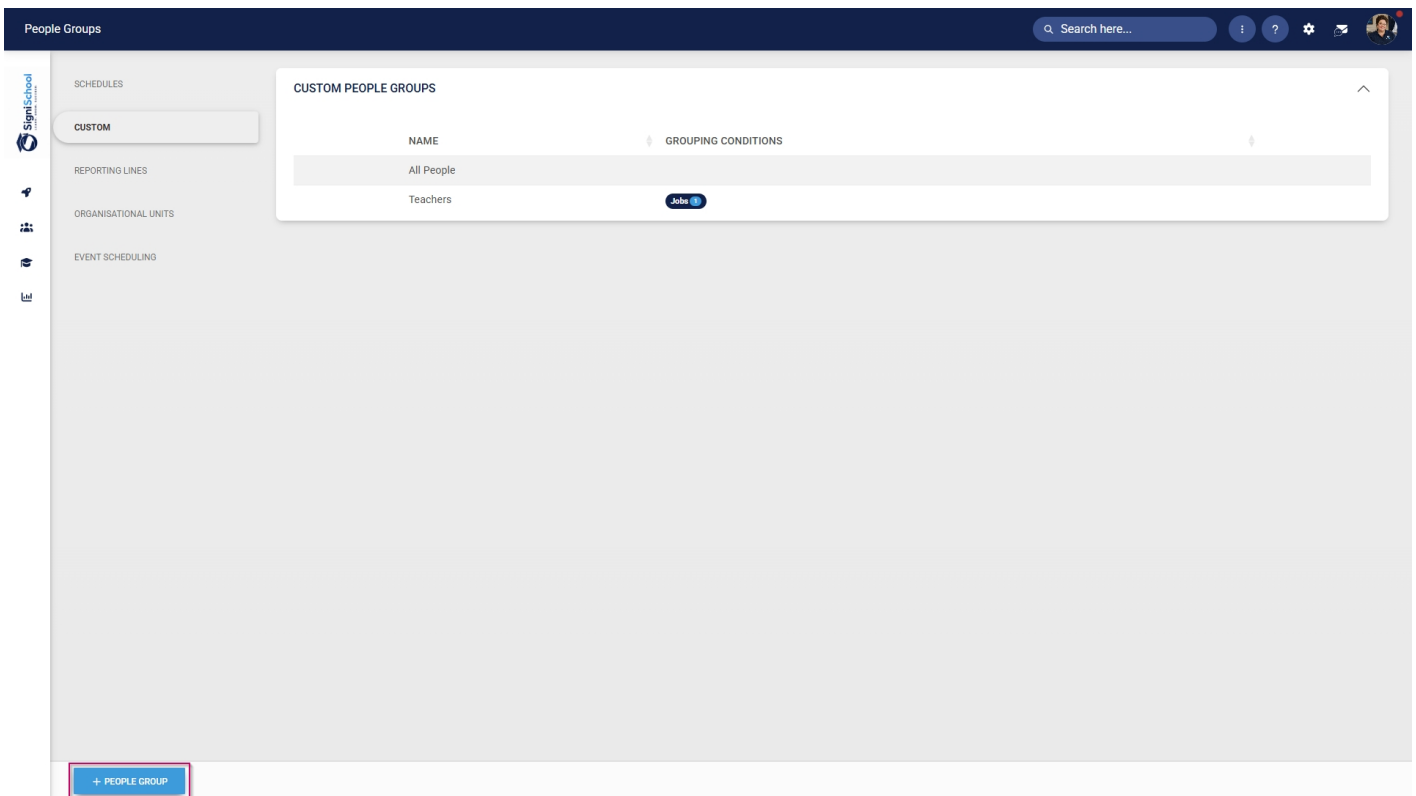 People Groups
Search here...
?
SigniSchool
SCHEDULES
CUSTOM
REPORTING LINES
ORGANISATIONAL UNITS
EVENT SCHEDULING
CUSTOM PEOPLE GROUPS
NAME GROUPING CONDITIONS
All People
Teachers Jobs 1
+ PEOPLE GROUP